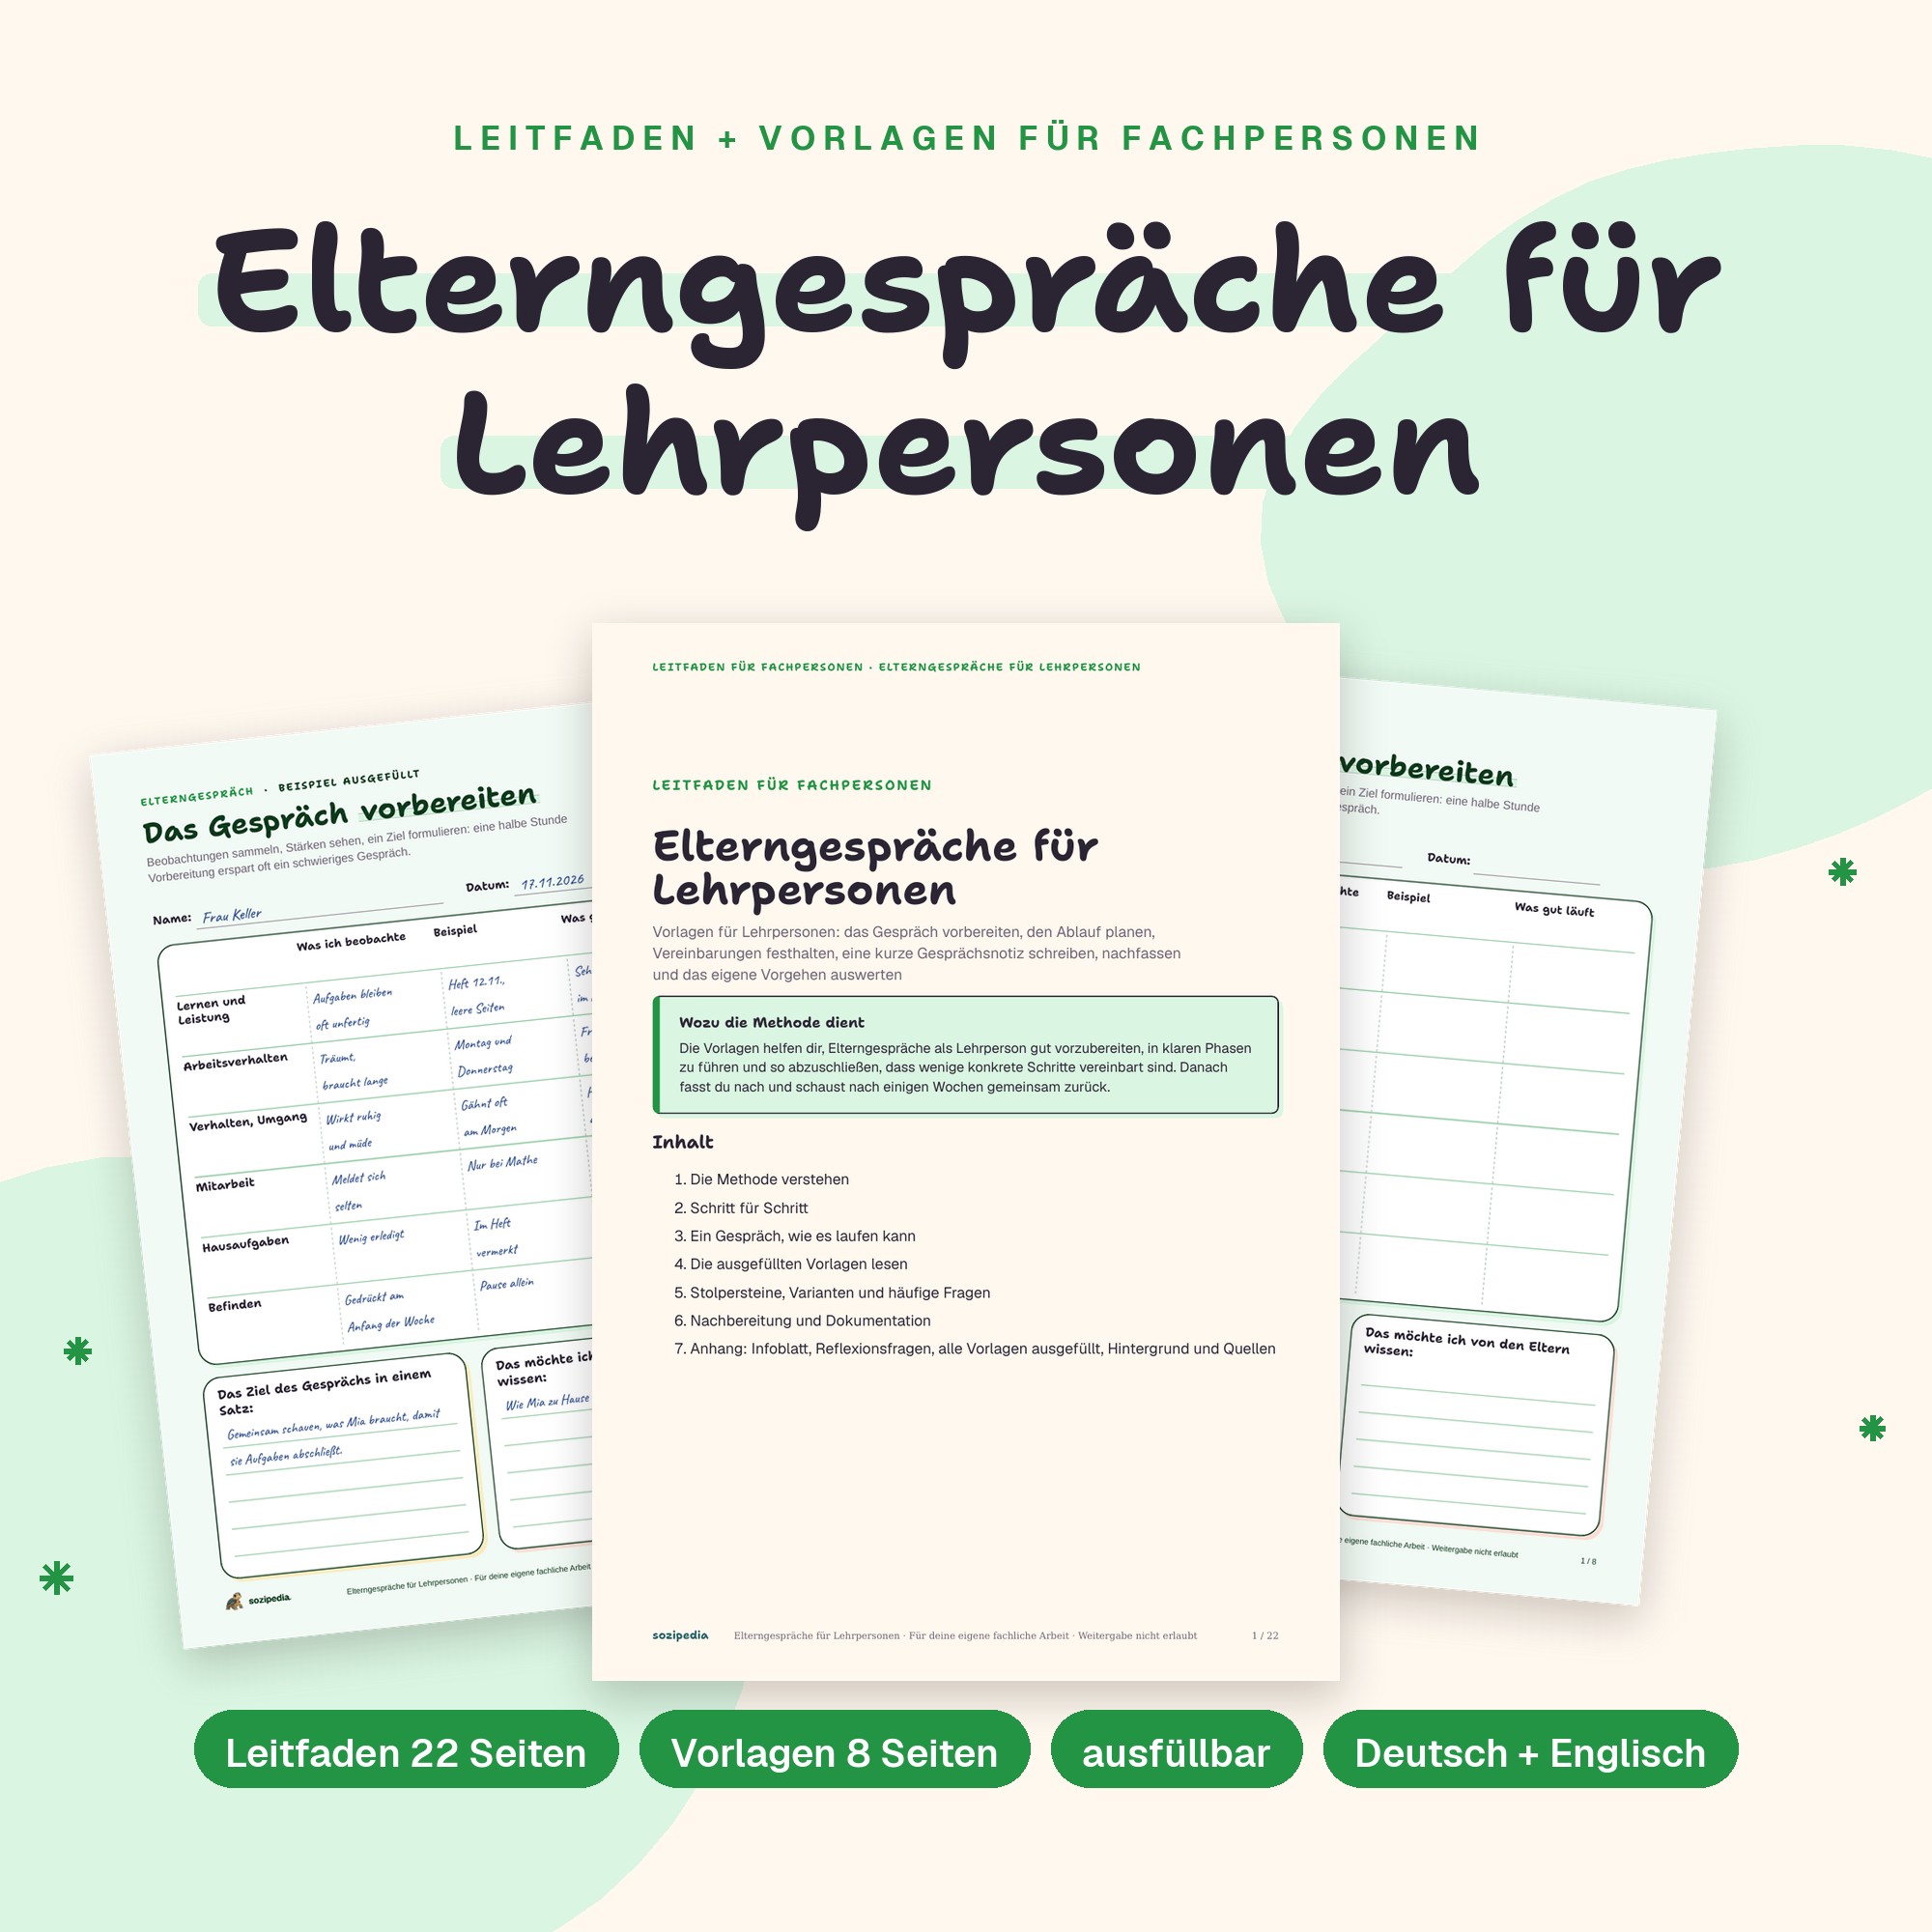 LEITFADEN + VORLAGEN FÜR FACHPERSONEN
Elterngespräche für
Lehrpersonen
ELTERNGESPRÄCH · BEISPIEL AUSGEFÜLLT
Das Gespräch vorbereiten
Beobachtungen sammeln, Stärken sehen, ein Ziel formulieren: eine halbe Stunde
Vorbereitung erspart oft ein schwieriges Gespräch.
Name: Frau Keller
Datum: 17.11.2026
Was ich beobachte
Beispiel
Lernen und
Leistung
Aufgaben bleiben
oft unfertig
Heft 12.11.,
leere Seiten
Arbeitsverhalten
Träumt,
braucht lange
Montag und
Donnerstag
Verhalten, Umgang
Wirkt ruhig
und müde
Gähnt oft
am Morgen
Mitarbeit
Meldet sich
selten
Nur bei Mathe
Hausaufgaben
Wenig erledigt
Im Heft
vermerkt
Befinden
Gedrückt am
Anfang der Woche
Pause allein
Das Ziel des Gesprächs in einem
Satz:
Gemeinsam schauen, was Mia braucht, damit
sie Aufgaben abschließt.
Das möchte
wissen:
Wie Mia zu Hause
sozipedia.
Elterngespräche für Lehrpersonen · Für deine eigene fachliche Arbeit
LEITFADEN FÜR FACHPERSONEN · ELTERNGESPRÄCHE FÜR LEHRPERSONEN
LEITFADEN FÜR FACHPERSONEN
Elterngespräche für
Lehrpersonen
Vorlagen für Lehrpersonen: das Gespräch vorbereiten, den Ablauf planen,
Vereinbarungen festhalten, eine kurze Gesprächsnotiz schreiben, nachfassen
und das eigene Vorgehen auswerten
Wozu die Methode dient
Die Vorlagen helfen dir, Elterngespräche als Lehrperson gut vorzubereiten, in klaren Phasen
zu führen und so abzuschließen, dass wenige konkrete Schritte vereinbart sind. Danach
fasst du nach und schaust nach einigen Wochen gemeinsam zurück.
Inhalt
1. Die Methode verstehen
2. Schritt für Schritt
3. Ein Gespräch, wie es laufen kann
4. Die ausgefüllten Vorlagen lesen
5. Stolpersteine, Varianten und häufige Fragen
6. Nachbereitung und Dokumentation
7. Anhang: Infoblatt, Reflexionsfragen, alle Vorlagen ausgefüllt, Hintergrund und Quellen
sozipedia
Elterngespräche für Lehrpersonen · Für deine eigene fachliche Arbeit · Weitergabe nicht erlaubt
1 / 22
vorbereiten
ein Ziel formulieren: eine halbe Stunde
Datum:
Beispiel
Was gut läuft
Das möchte ich von den Eltern
wissen:
eigene fachliche Arbeit · Weitergabe nicht erlaubt
1 / 8
Leitfaden 22 Seiten
Vorlagen 8 Seiten
ausfüllbar
Deutsch + Englisch